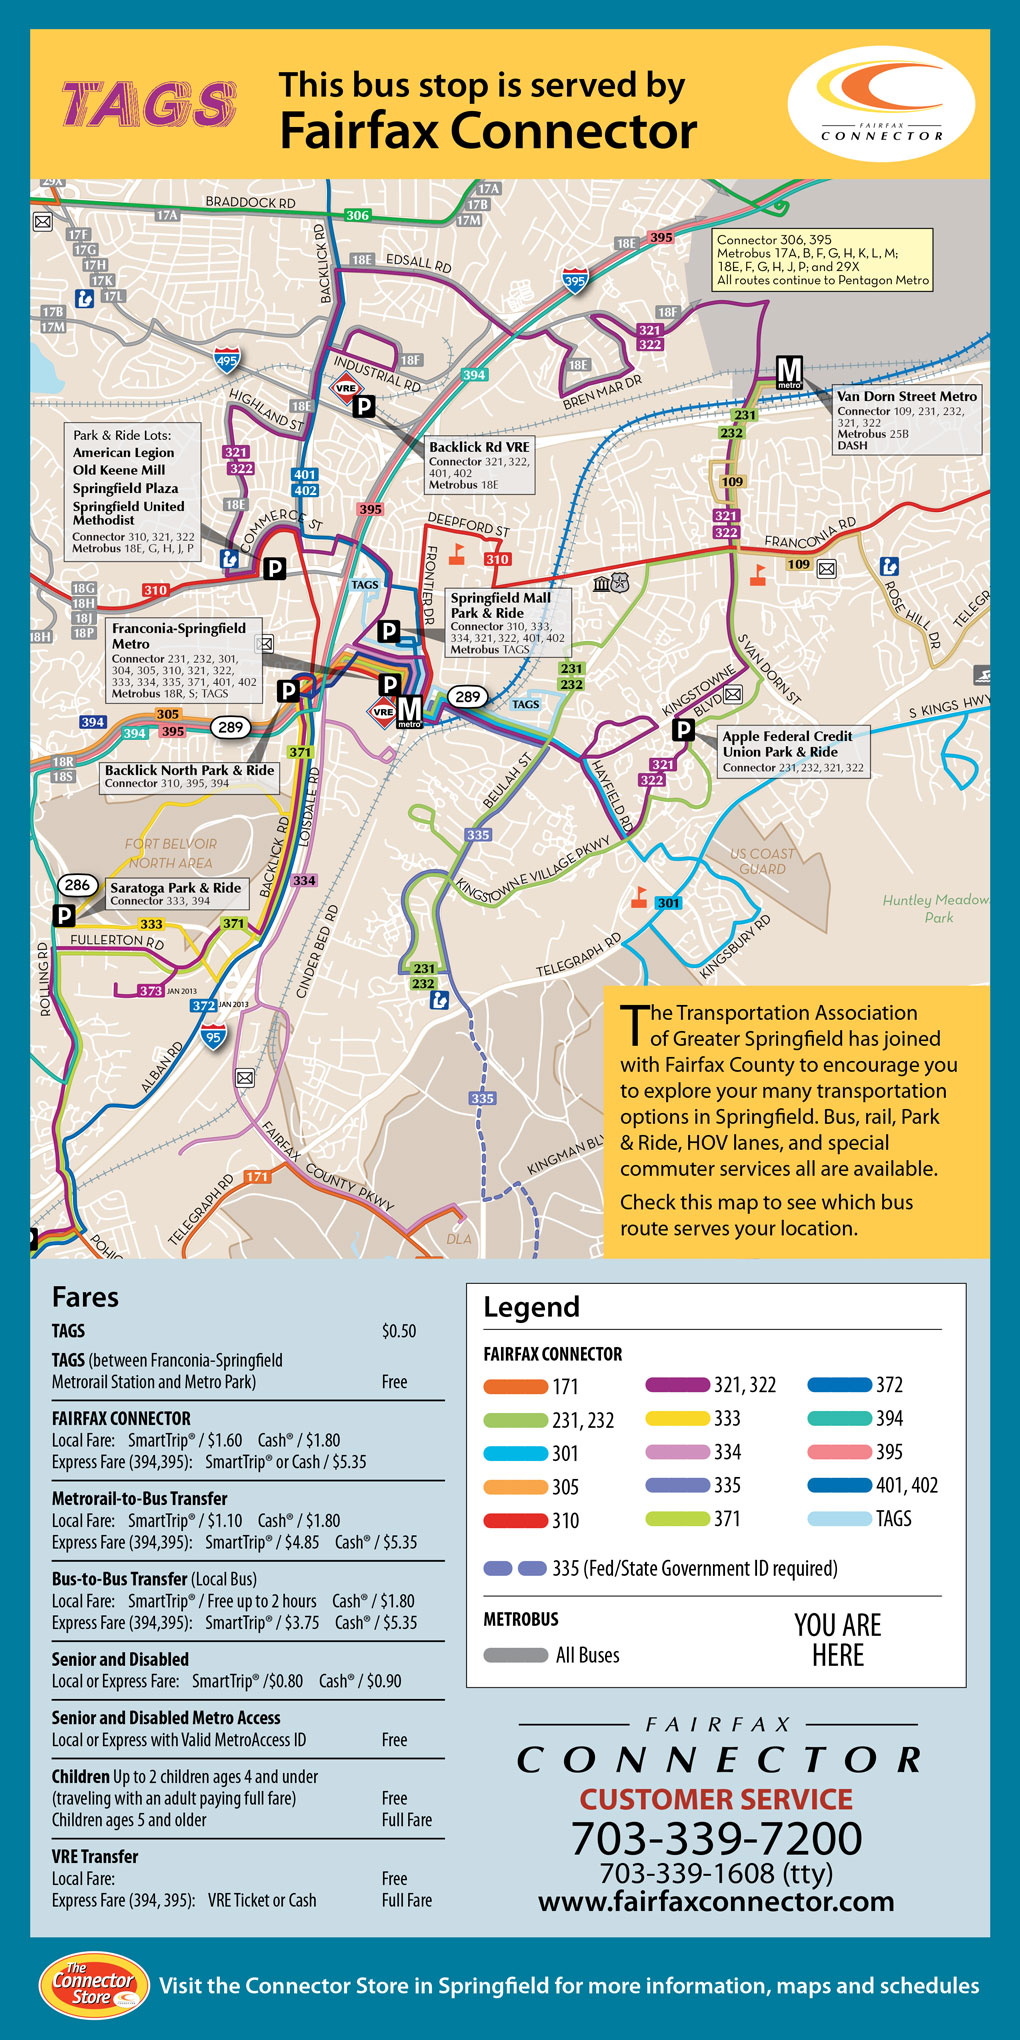 TAGS
This bus stop is served by
Fairfax Connector
FAIRFAX
CONNECTOR
29X
BRADDOCK RD
17A
306
17A
17B
17M
17F
17G
17H
17K
17L
17B
17M
BACKLICK RD
18E
EDSALL RD
18E
395
395
Connector 306, 395
Metrobus 17A, B, F, G, H, K, L, M;
18E, F, G, H, J, P; and 29X
All routes continue to Pentagon Metro
18F
321
322
495
INDUSTRIAL RD
18F
VRE
P
394
18E
BREN MAR DR
M
metro
Van Dorn Street Metro
Connector 109, 231, 232,
321, 322
Metrobus 25B
DASH
HIGHLAND ST
18E
231
232
Park & Ride Lots:
American Legion
Old Keene Mill
Springfield Plaza
Springfield United
Methodist
Connector 310, 321, 322
Metrobus 18E, G, H, J, P
321
322
401
402
Backlick Rd VRE
Connector 321, 322,
401, 402
Metrobus 18E
109
18E
395
COMMERCE ST
DEEPFORD ST
321
322
FRANCONIA RD
P
FRONTIER DR
310
109
TAGS
310
18G
18H
18J
18P
18H
ROSE HILL DR
TELEGR
Springfield Mall
Park & Ride
Connector 310, 333,
334, 321, 322, 401, 402
Metrobus TAGS
P
Franconia-Springfield
Metro
Connector 231, 232, 301,
304, 305, 310, 321, 322,
333, 334, 335, 371, 401, 402
Metrobus 18R, S; TAGS
S VAN DORN ST
231
232
KINGSTOWNE
BLVD
P
P
289
TAGS
VRE
M
metro
S KINGS HWY
394
305
394
395
289
P
Apple Federal Credit
Union Park & Ride
Connector 231, 232, 321, 322
371
18R
18S
Backlick North Park & Ride
Connector 310, 395, 394
321
322
HAYFIELD RD
BEULAH ST
LOISDALE RD
BACKLICK RD
FORT BELVOIR
NORTH AREA
335
KINGSTOWNE VILLAGE PKWY
US COAST
GUARD
286
Saratoga Park & Ride
Connector 333, 394
334
P
301
Huntley Meadow
Park
333
371
FULLERTON RD
CINDER BED RD
KINGSBURY RD
TELEGRAPH RD
231
232
ROLLING RD
373 JAN 2013
372 JAN 2013
95
ALBAN RD
335
The Transportation Association
of Greater Springfield has joined
with Fairfax County to encourage you
to explore your many transportation
options in Springfield. Bus, rail, Park
& Ride, HOV lanes, and special
commuter services all are available.
Check this map to see which bus
route serves your location.
FAIRFAX COUNTY PKWY
KINGMAN BLV
171
TELEGRAPH RD
POHIC
DLA
Fares
TAGS $0.50
TAGS (between Franconia-Springfield
Metrorail Station and Metro Park) Free
FAIRFAX CONNECTOR
Local Fare: SmartTrip® / $1.60 Cash® / $1.80
Express Fare (394,395): SmartTrip® or Cash / $5.35
Metrorail-to-Bus Transfer
Local Fare: SmartTrip® / $1.10 Cash® / $1.80
Express Fare (394,395): SmartTrip® / $4.85 Cash® / $5.35
Bus-to-Bus Transfer (Local Bus)
Local Fare: SmartTrip® / Free up to 2 hours Cash® / $1.80
Express Fare (394,395): SmartTrip® / $3.75 Cash® / $5.35
Senior and Disabled
Local or Express Fare: SmartTrip® /$0.80 Cash® / $0.90
Senior and Disabled Metro Access
Local or Express with Valid MetroAccess ID Free
Children Up to 2 children ages 4 and under
(traveling with an adult paying full fare) Free
Children ages 5 and older Full Fare
VRE Transfer
Local Fare: Free
Express Fare (394, 395): VRE Ticket or Cash Full Fare
Legend
FAIRFAX CONNECTOR
171 321, 322 372
231, 232 333 394
301 334 395
305 335 401, 402
310 371 TAGS
335 (Fed/State Government ID required)
METROBUS
All Buses
YOU ARE
HERE
FAIRFAX
CONNECTOR
CUSTOMER SERVICE
703-339-7200
703-339-1608 (tty)
www.fairfaxconnector.com
The
Connector
Store
Visit the Connector Store in Springfield for more information, maps and schedules